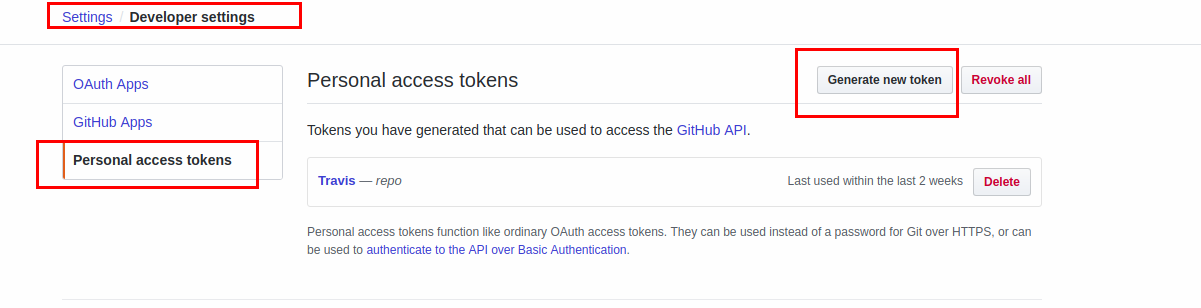 Settings / Developer settings
OAuth Apps
GitHub Apps
Personal access tokens
Personal access tokens
Generate new token
Revoke all
Tokens you have generated that can be used to access the GitHub API.
Travis — repo
Last used within the last 2 weeks
Delete
Personal access tokens function like ordinary OAuth access tokens. They can be used instead of a password for Git over HTTPS, or can
be used to authenticate to the API over Basic Authentication.